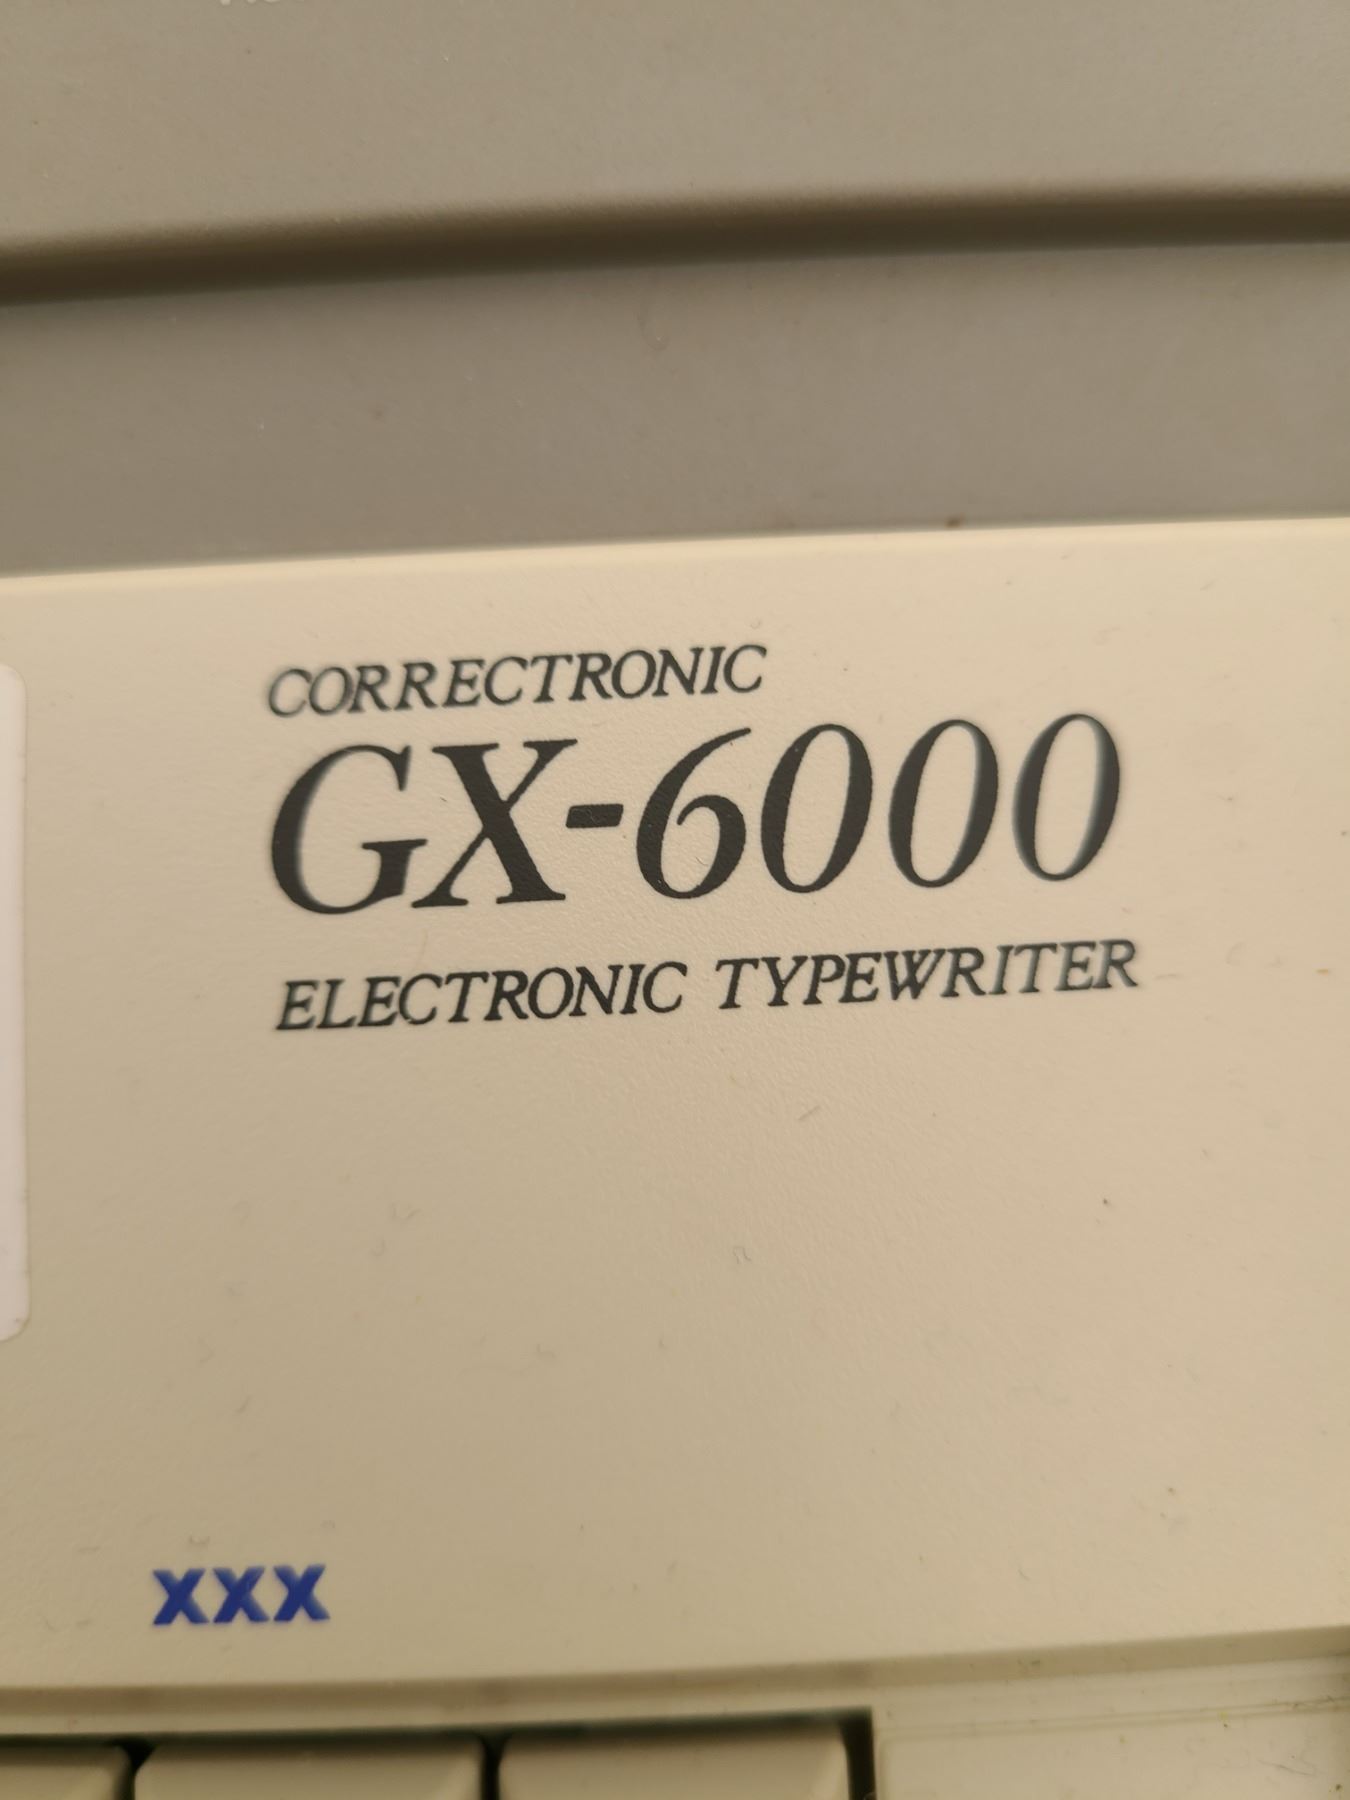 CORRECTRONIC
GX-6000
ELECTRONIC TYPEWRITER
XXX